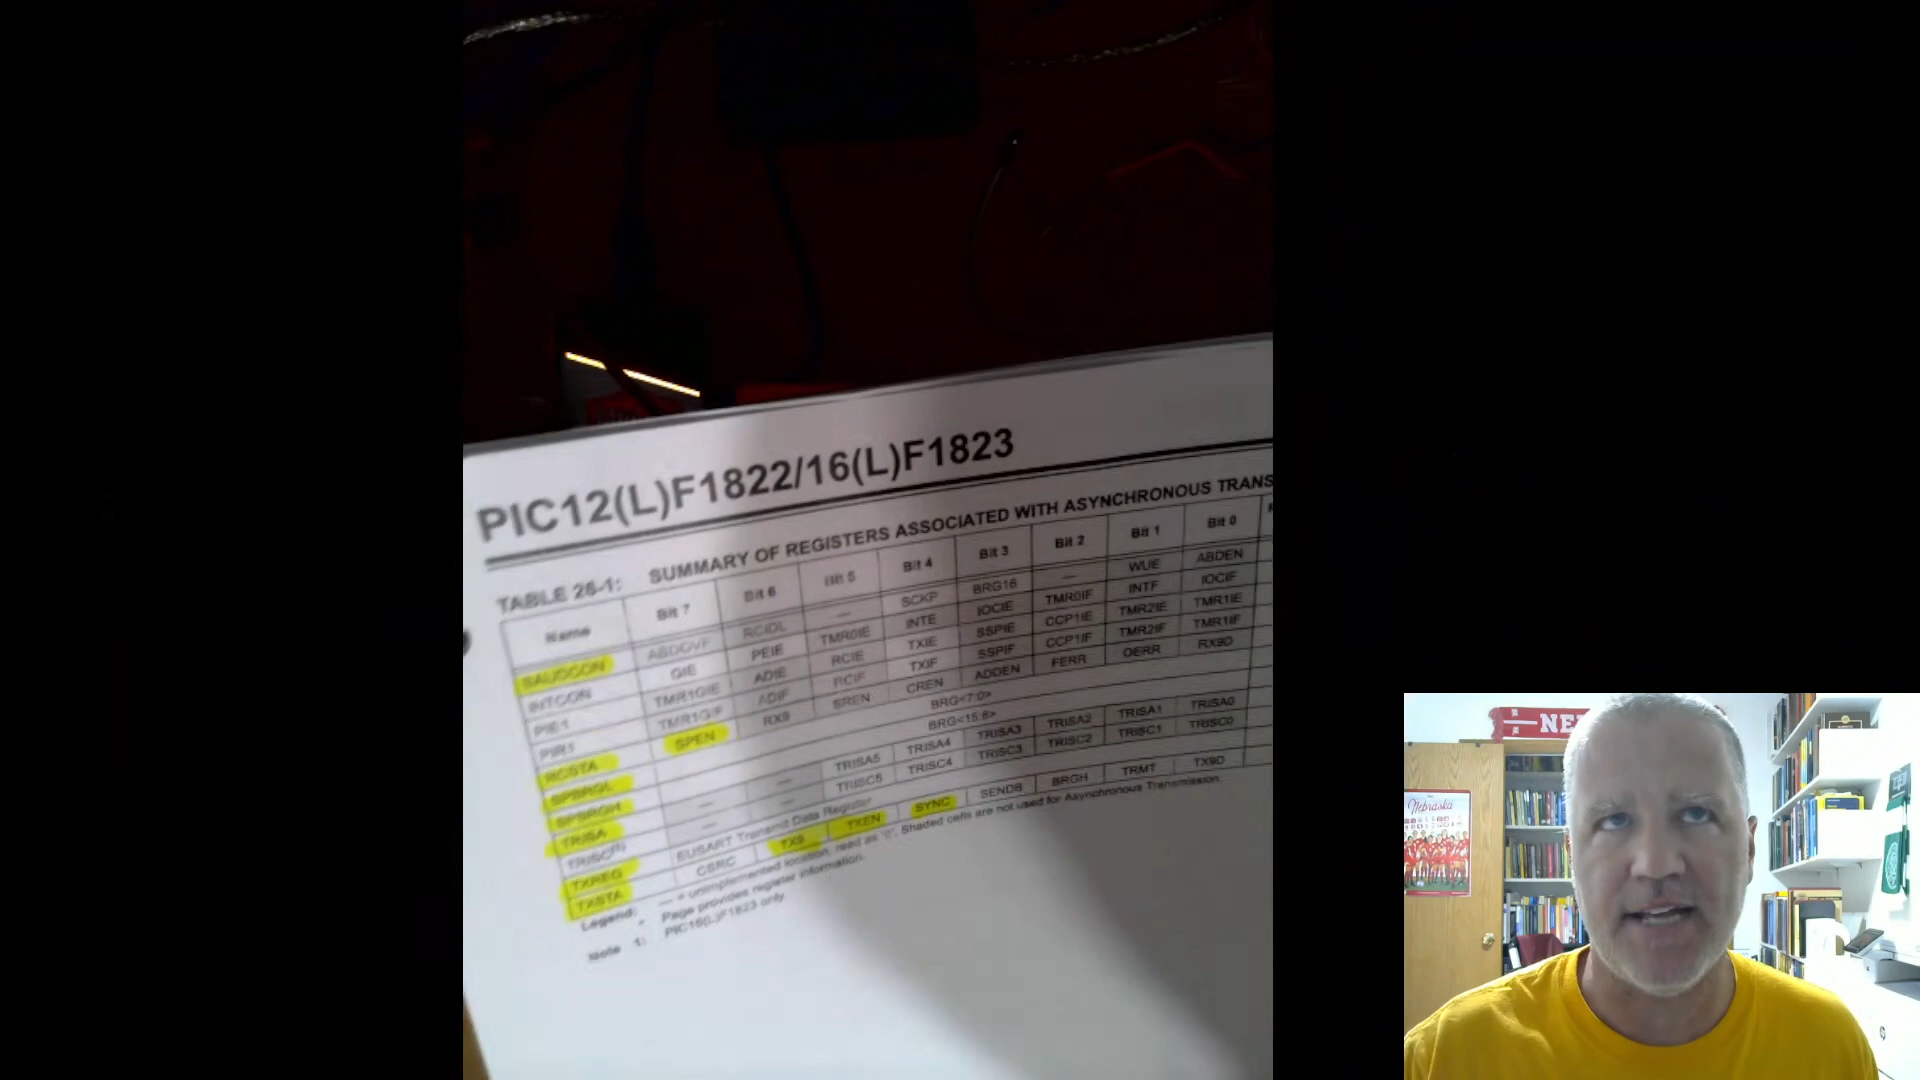 PIC12(L)F1822/16(L)F1823
TABLE 26-1: SUMMARY OF REGISTERS ASSOCIATED WITH ASYNCHRONOUS TRANS
Name Bit 7 Bit 6 Bit 5 Bit 4 Bit 3 Bit 2 Bit 1 Bit 0
BAUDCON ABDOVF RCIDL — SCKP BRG16 — WUE ABDEN
INTCON GIE PEIE TMR0IE INTE IOCIE TMR0IF INTF IOCIF
PIE1 TMR1GIE ADIE RCIE TXIE SSPIE CCP1IE TMR2IE TMR1IE
PIR1 TMR1GIF ADIF RCIF TXIF SSPIF CCP1IF TMR2IF TMR1IF
RCSTA SPEN RX9 SREN CREN ADDEN FERR OERR RX9D
SPBRGL BRG<7:0>
SPBRGH BRG<15:8>
TRISA — — TRISA5 TRISA4 TRISA3 TRISA2 TRISA1 TRISA0
TRISC(1) — — TRISC5 TRISC4 TRISC3 TRISC2 TRISC1 TRISC0
TXREG EUSART Transmit Data Register
TXSTA CSRC TX9 TXEN SYNC SENDB BRGH TRMT TX9D
Legend: — = unimplemented location, read as '0'. Shaded cells are not used for Asynchronous Transmission.
* Page provides register information.
Note 1: PIC16(L)F1823 only.
NE
Nebraska